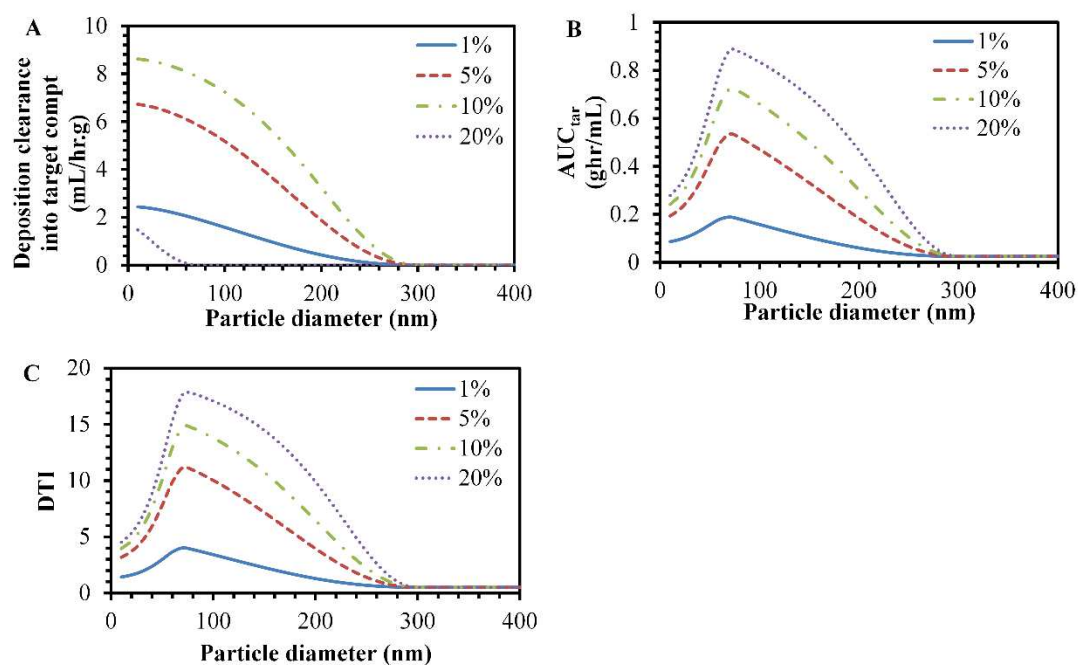 A
10
8
6
4
2
0
Deposition clearance
into target compt
(mL/hr.g)
1%
5%
10%
20%
0 100 200 300 400
Particle diameter (nm)
B
1
0.8
0.6
0.4
0.2
0
AUCtar
(ghr/mL)
1%
5%
10%
20%
0 100 200 300 400
Particle diameter (nm)
C
20
15
10
5
0
DTI
1%
5%
10%
20%
0 100 200 300 400
Particle diameter (nm)